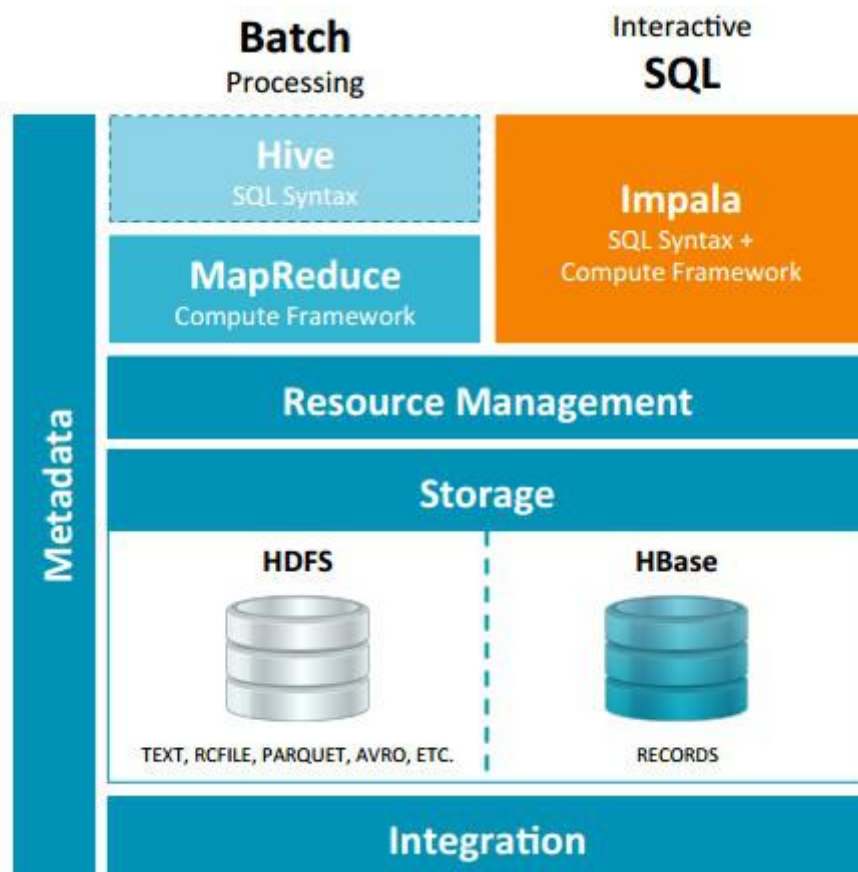 Batch
Processing
Interactive
SQL
Metadata
Hive
SQL Syntax
MapReduce
Compute Framework
Impala
SQL Syntax +
Compute Framework
Resource Management
Storage
HDFS
TEXT, RCFILE, PARQUET, AVRO, ETC.
HBase
RECORDS
Integration